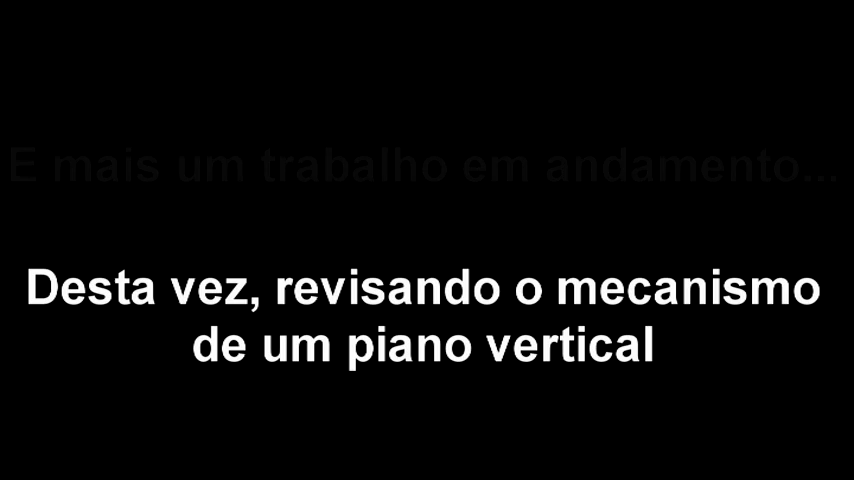 E mais um trabalho em andamento...
Desta vez, revisando o mecanismo
de um piano vertical